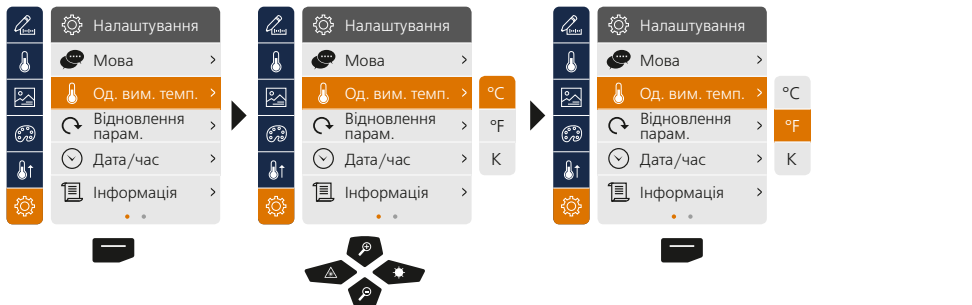 Налаштування
Мова
Од. вим. темп.
Відновлення
парам.
Дата/час
Інформація
Налаштування
Мова
Од. вим. темп.
Відновлення
парам.
Дата/час
Інформація
°C
°F
K
Налаштування
Мова
Од. вим. темп.
Відновлення
парам.
Дата/час
Інформація
°C
°F
K